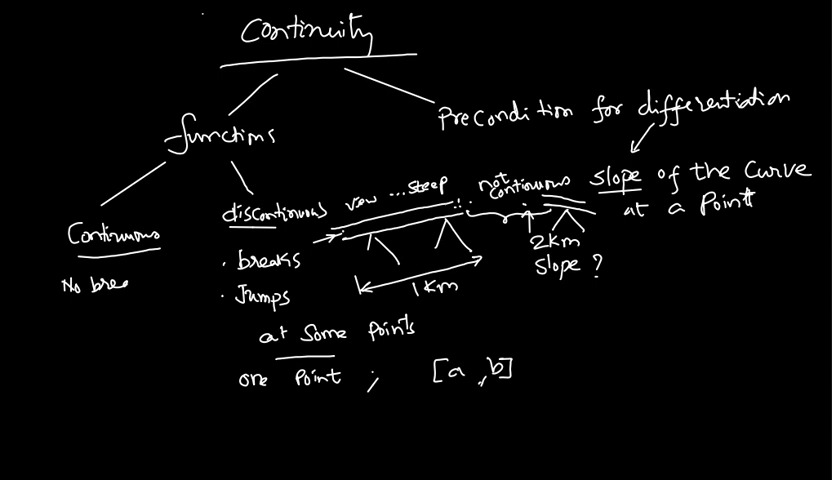 Continuity
Precondition for differentiation
functions
slope of the curve
at a point
view ...steep
not
continuous
discontinuous
Continuous
2km
slope ?
. breaks
1km
No brea
. Jumps
at some points
one point ; [a , b]